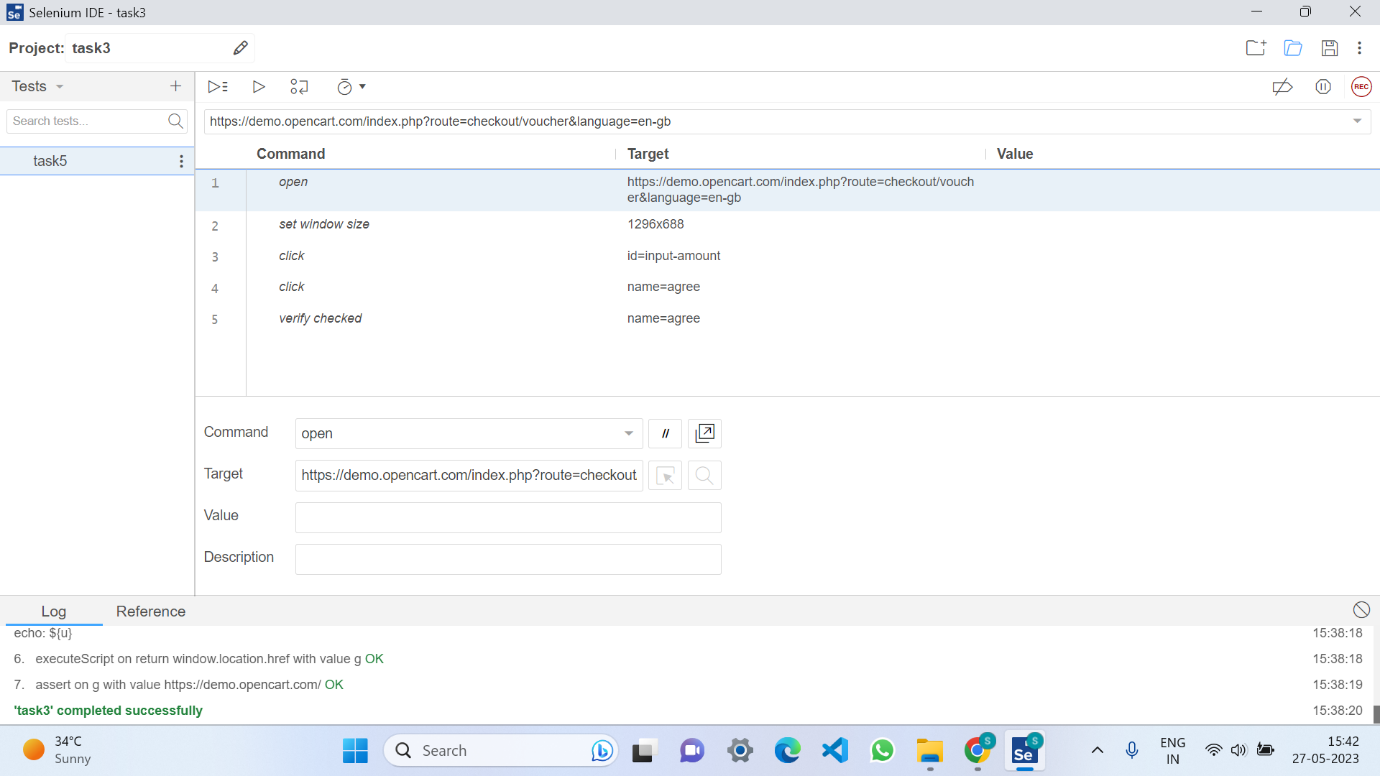 Se Selenium IDE - task3
Project: task3
Tests
REC
Search tests...
https://demo.opencart.com/index.php?route=checkout/voucher&language=en-gb
task5
Command Target Value
1 open https://demo.opencart.com/index.php?route=checkout/vouch
er&language=en-gb
2 set window size 1296x688
3 click id=input-amount
4 click name=agree
5 verify checked name=agree
Command open //
Target https://demo.opencart.com/index.php?route=checkout
Value
Description
Log Reference
echo: ${u} 15:38:18
6. executeScript on return window.location.href with value g OK 15:38:18
7. assert on g with value https://demo.opencart.com/ OK 15:38:19
'task3' completed successfully 15:38:20
34°C
Sunny
Search
S
Se S
ENG
IN
15:42
27-05-2023